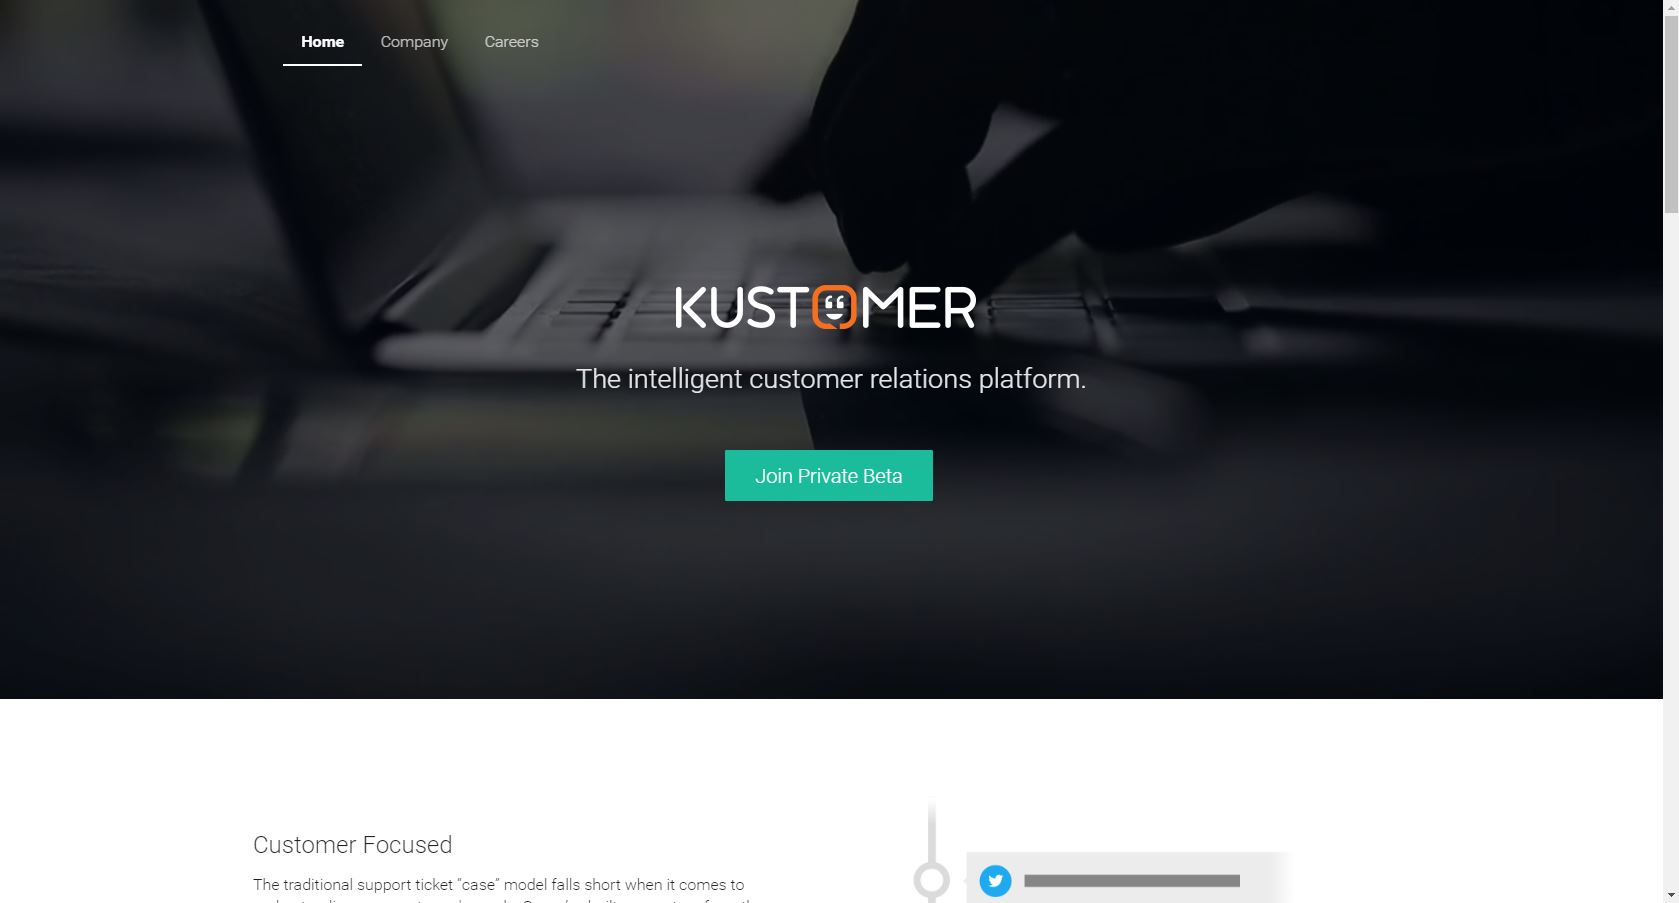 Home Company Careers
KUSTOMER
The intelligent customer relations platform.
Join Private Beta
Customer Focused
The traditional support ticket “case” model falls short when it comes to